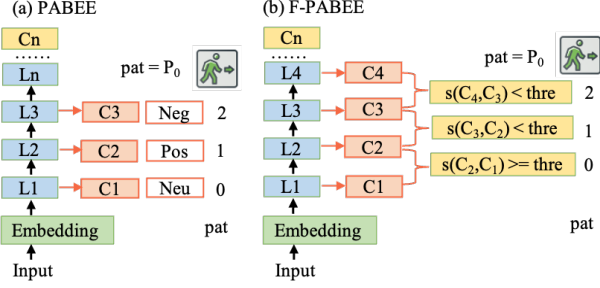 (a) PABEE
Cn
......
Ln
pat = P₀
L3 C3 Neg 2
L2 C2 Pos 1
L1 C1 Neu 0
Embedding
pat
Input
(b) F-PABEE
Cn
......
pat = P₀
L4 C4
s(C₄,C₃) < thre 2
L3 C3
s(C₃,C₂) < thre 1
L2 C2
s(C₂,C₁) >= thre 0
L1 C1
Embedding
pat
Input